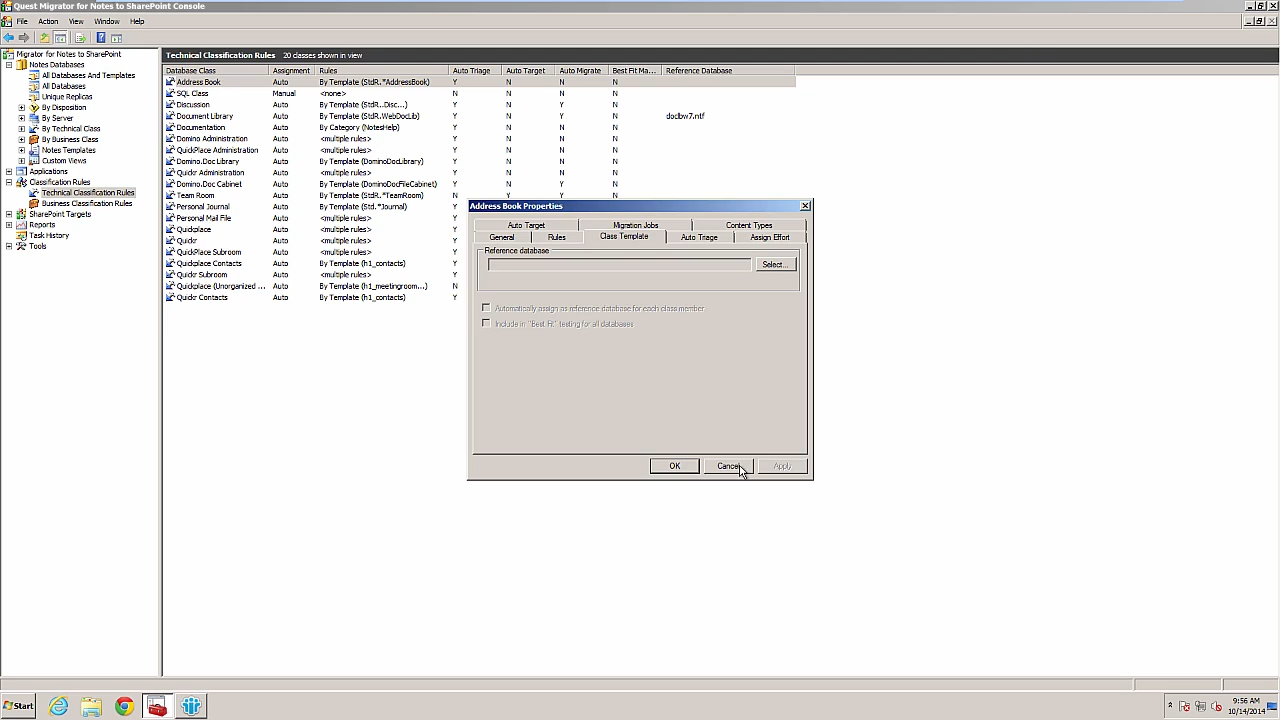 Quest Migrator for Notes to SharePoint Console
File Action View Window Help
Migrator for Notes to SharePoint
Notes Databases
All Databases And Templates
All Databases
Unique Replicas
By Disposition
By Server
By Technical Class
By Business Class
Notes Templates
Custom Views
Applications
Classification Rules
Technical Classification Rules
Business Classification Rules
SharePoint Targets
Reports
Task History
Tools
Technical Classification Rules 20 classes shown in view
Database Class Assignment Rules Auto Triage Auto Target Auto Migrate Best Fit Ma... Reference Database
Address Book Auto By Template (StdR.*AddressBook) Y N N N
SQL Class Manual <none> N N N N
Discussion Auto By Template (StdR..Disc...) Y N Y N
Document Library Auto By Template (StdR.WebDocLib) Y N Y N doclbw7.ntf
Documentation Auto By Category (NotesHelp) Y N N N
Domino Administration Auto <multiple rules> Y N N N
QuickPlace Administration Auto <multiple rules> Y N N N
Domino.Doc Library Auto By Template (DominoDocLibrary) Y N N N
Quickr Administration Auto <multiple rules> Y N N N
Domino.Doc Cabinet Auto By Template (DominoDocFileCabinet) Y N Y N
Team Room Auto By Template (StdR.*TeamRoom) N Y Y N
Personal Journal Auto By Template (Std.*Journal) Y
Personal Mail File Auto <multiple rules> Y
Quickplace Auto <multiple rules> Y
Quickr Auto <multiple rules> Y
QuickPlace Subroom Auto <multiple rules> Y
Quickplace Contacts Auto By Template (h1_contacts) Y
Quickr Subroom Auto <multiple rules> Y
Quickplace (Unorganized ... Auto By Template (h1_meetingroom...) N
Quickr Contacts Auto By Template (h1_contacts) Y
Address Book Properties
Auto Target Migration Jobs Content Types
General Rules Class Template Auto Triage Assign Effort
Reference database
Select...
Automatically assign as reference database for each class member
Include in "Best Fit" testing for all databases
OK Cancel Apply
Start
9:56 AM
10/14/2014